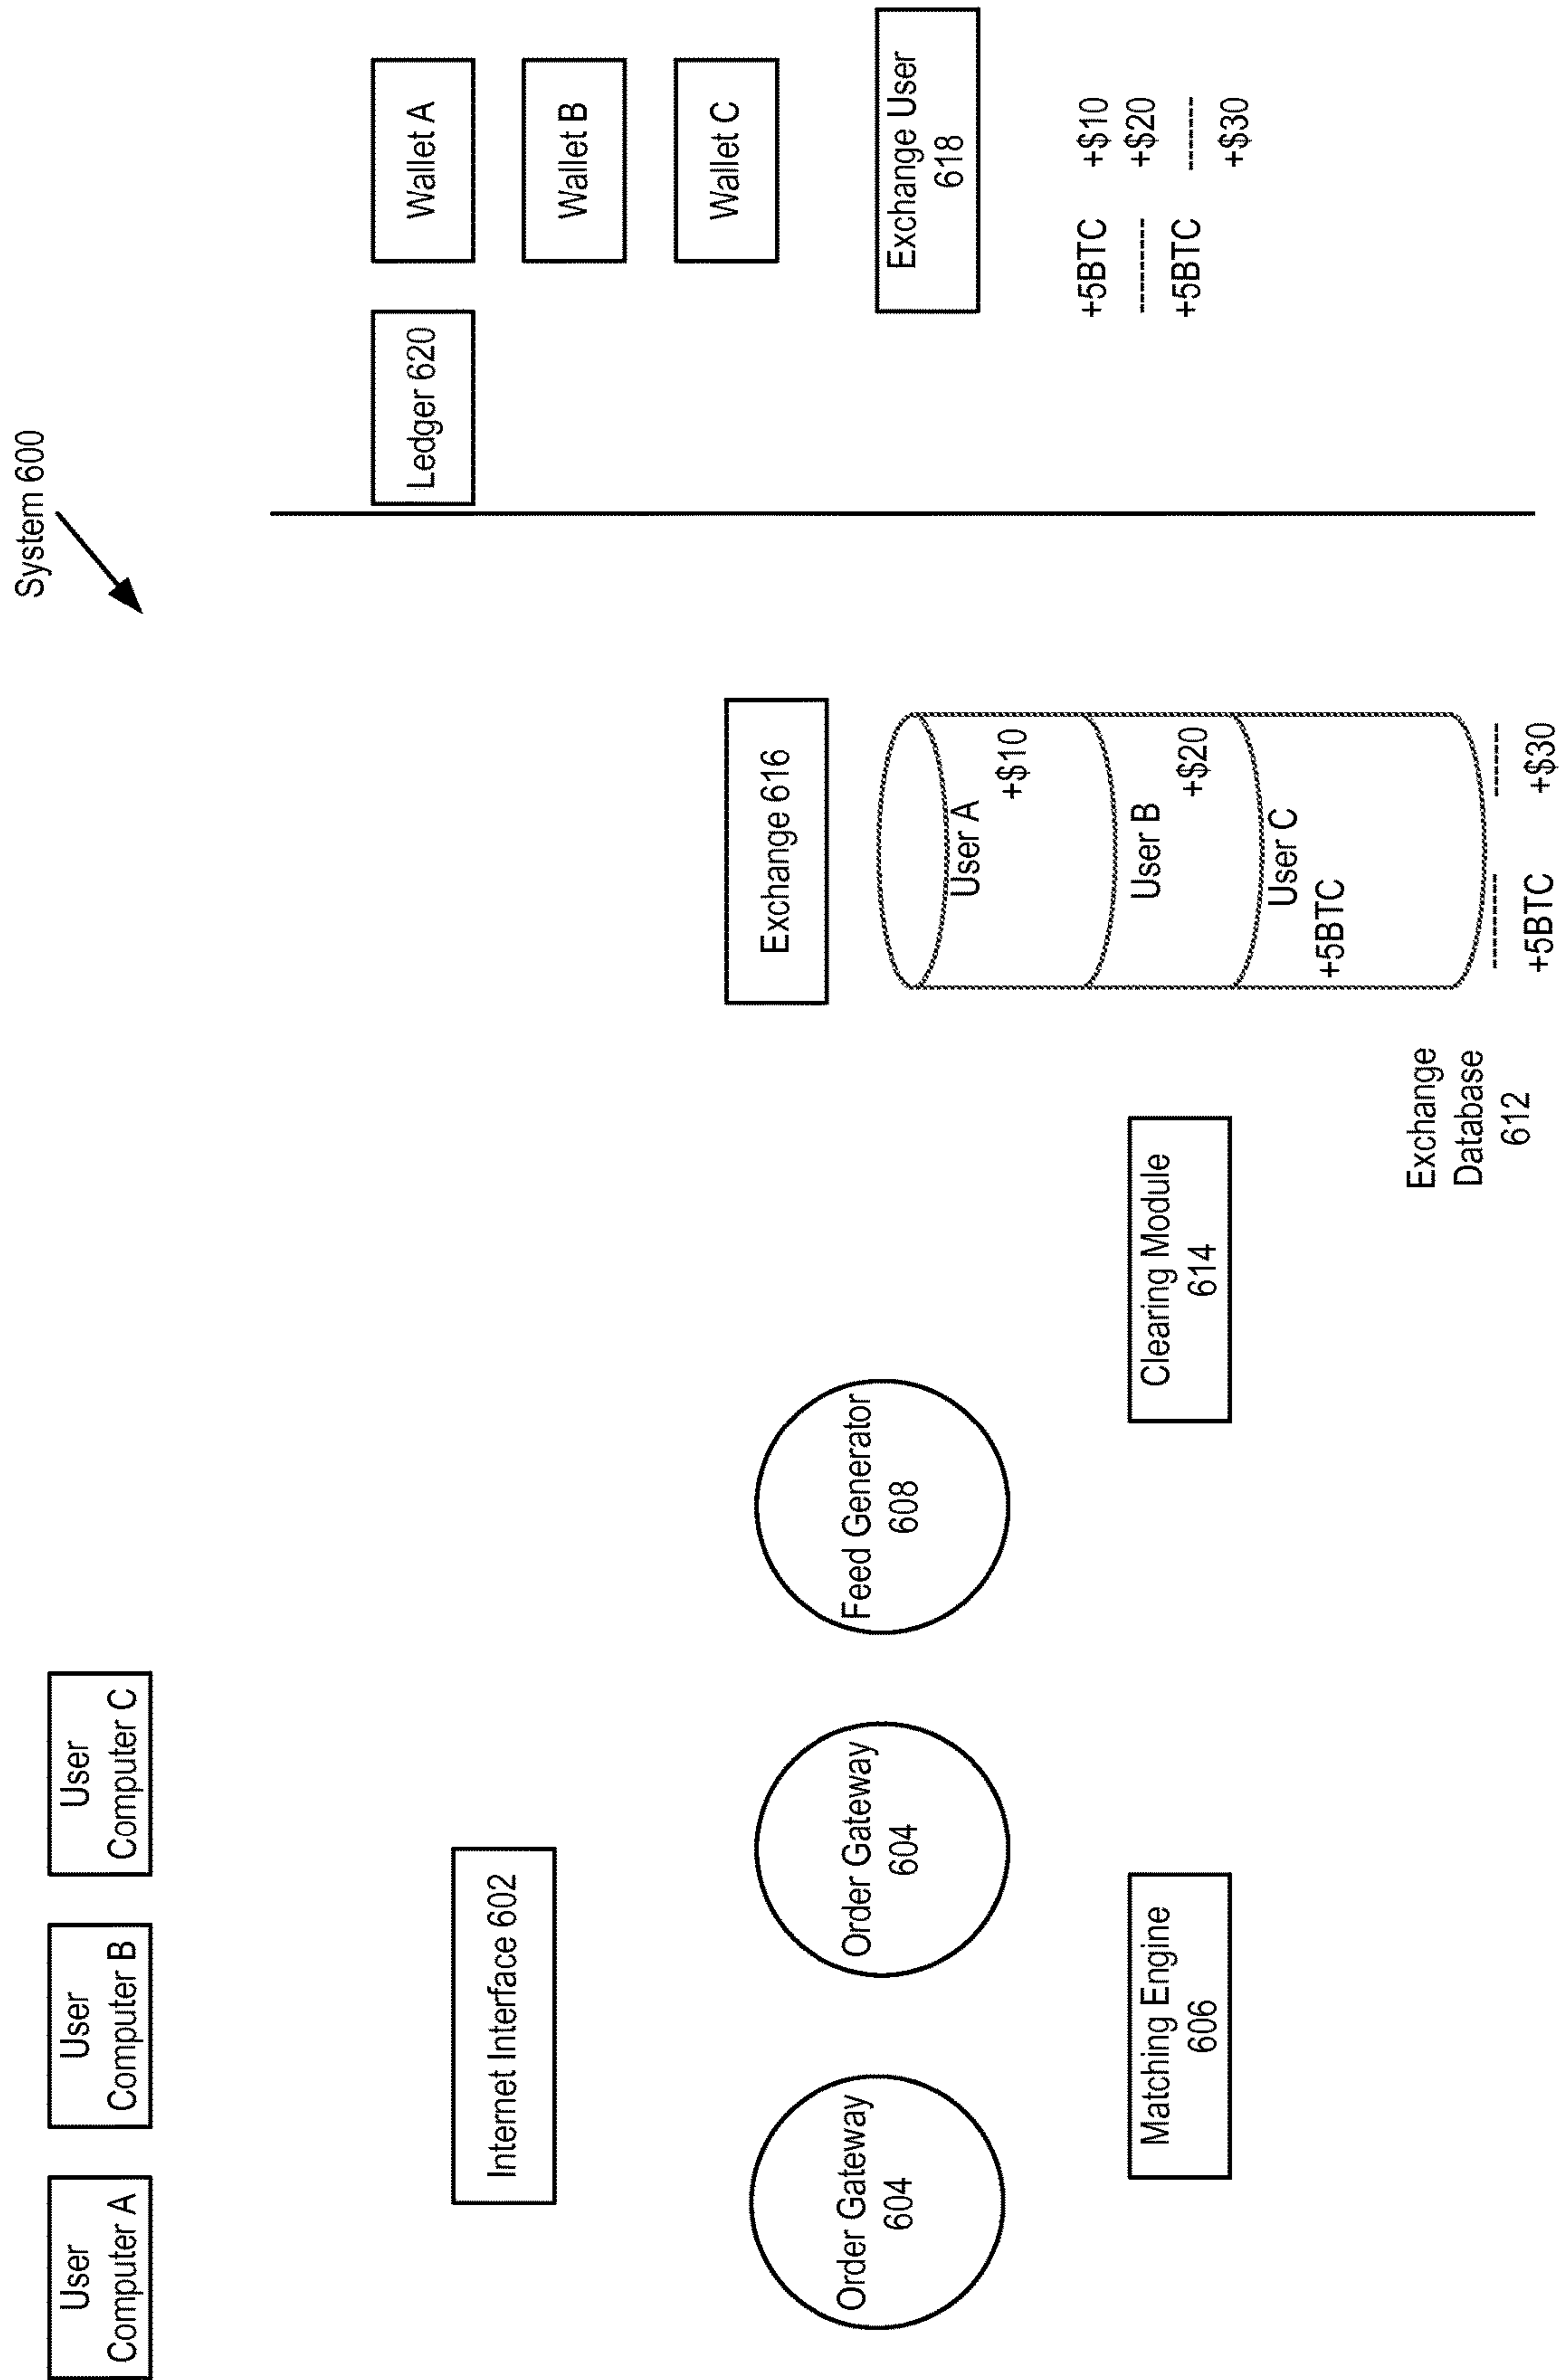 System 600
User
Computer A
User
Computer B
User
Computer C
Internet Interface 602
Order Gateway
604
Order Gateway
604
Feed Generator
608
Matching Engine
606
Clearing Module
614
Exchange 616
User A
+$10
User B
+$20
User C
+5BTC
--------- -------
+5BTC +$30
Exchange
Database
612
Ledger 620
Wallet A
Wallet B
Wallet C
Exchange User
618
+5BTC +$10
--------- +$20
+5BTC -------
+$30